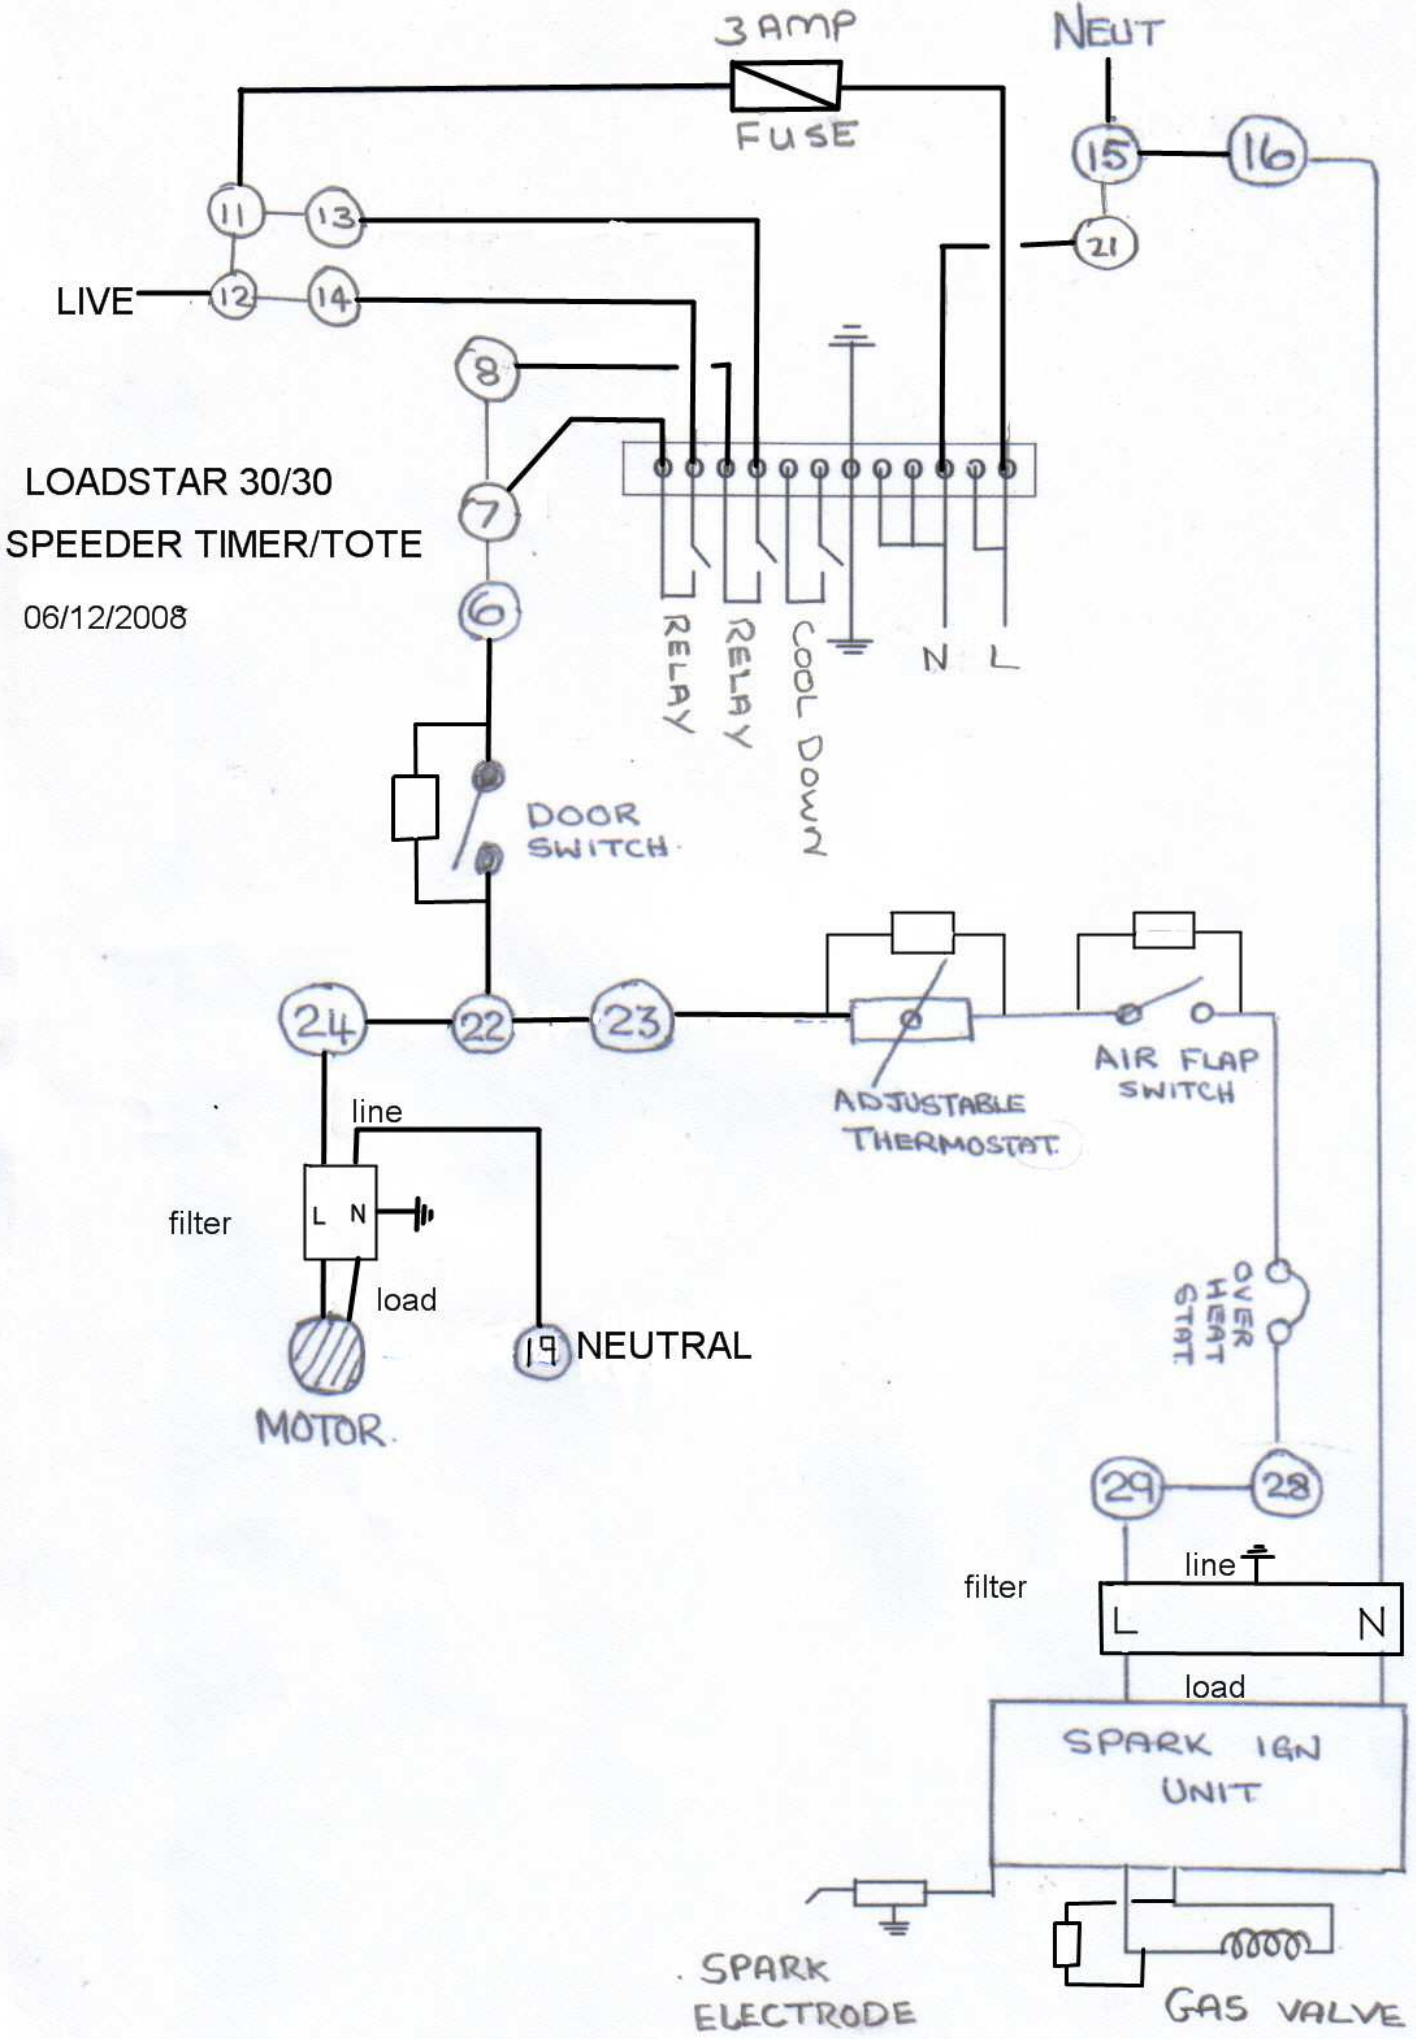 3 AMP
FUSE
NEUT
15
16
11
13
21
LIVE
12
14
8
LOADSTAR 30/30
7
SPEEDER TIMER/TOTE
06/12/2008
6
RELAY
RELAY
COOL DOWN
N
L
DOOR
SWITCH.
24
22
23
AIR FLAP
SWITCH
ADJUSTABLE
THERMOSTAT.
line
filter
L N
load
OVER
HEAT
STAT.
19 NEUTRAL
MOTOR.
29
28
line
filter
L
N
load
SPARK IGN
UNIT
SPARK
ELECTRODE
GAS VALVE